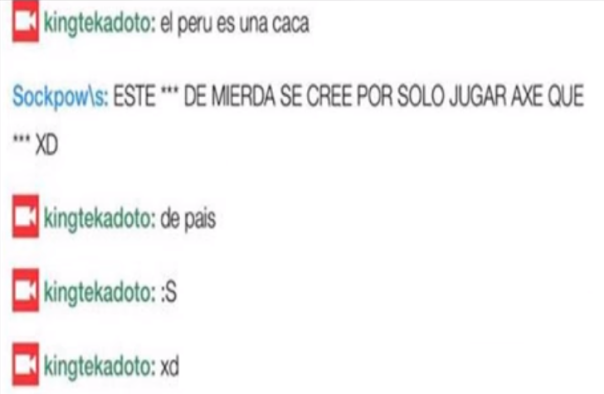 kingtekadoto: el peru es una caca
Sockpow\s: ESTE *** DE MIERDA SE CREE POR SOLO JUGAR AXE QUE
*** XD
kingtekadoto: de pais
kingtekadoto: :S
kingtekadoto: xd